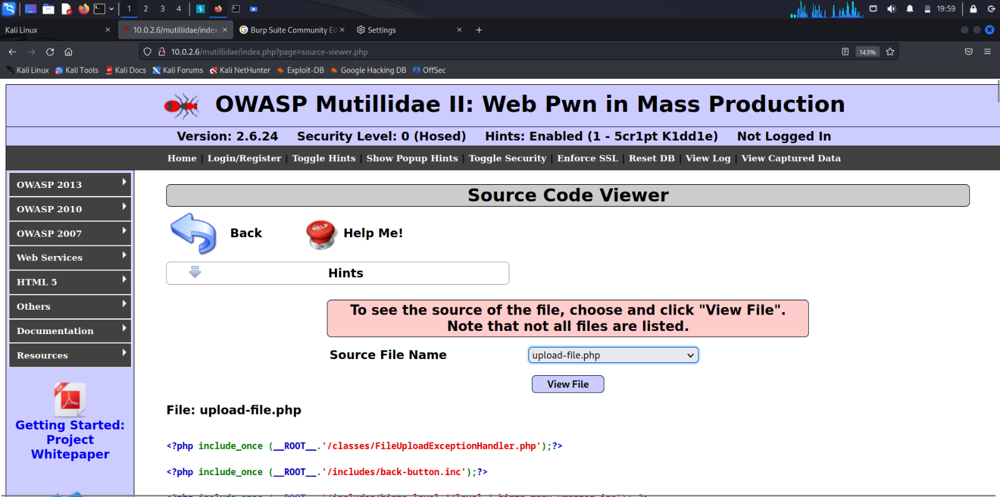 1 2 3 4 19:59
Kali Linux 10.0.2.6/mutillidae/index. Burp Suite Community Ed Settings
10.0.2.6/mutillidae/index.php?page=source-viewer.php 143%
Kali Linux Kali Tools Kali Docs Kali Forums Kali NetHunter Exploit-DB Google Hacking DB OffSec
OWASP Mutillidae II: Web Pwn in Mass Production
Version: 2.6.24 Security Level: 0 (Hosed) Hints: Enabled (1 - 5cr1pt K1dd1e) Not Logged In
Home | Login/Register | Toggle Hints | Show Popup Hints | Toggle Security | Enforce SSL | Reset DB | View Log | View Captured Data
OWASP 2013
OWASP 2010
OWASP 2007
Web Services
HTML 5
Others
Documentation
Resources
Getting Started:
Project
Whitepaper
Source Code Viewer
Back HELP Help Me!
Hints
To see the source of the file, choose and click "View File".
Note that not all files are listed.
Source File Name upload-file.php
View File
File: upload-file.php
<?php include_once (__ROOT__.'/classes/FileUploadExceptionHandler.php');?>
<?php include_once (__ROOT__.'/includes/back-button.inc');?>